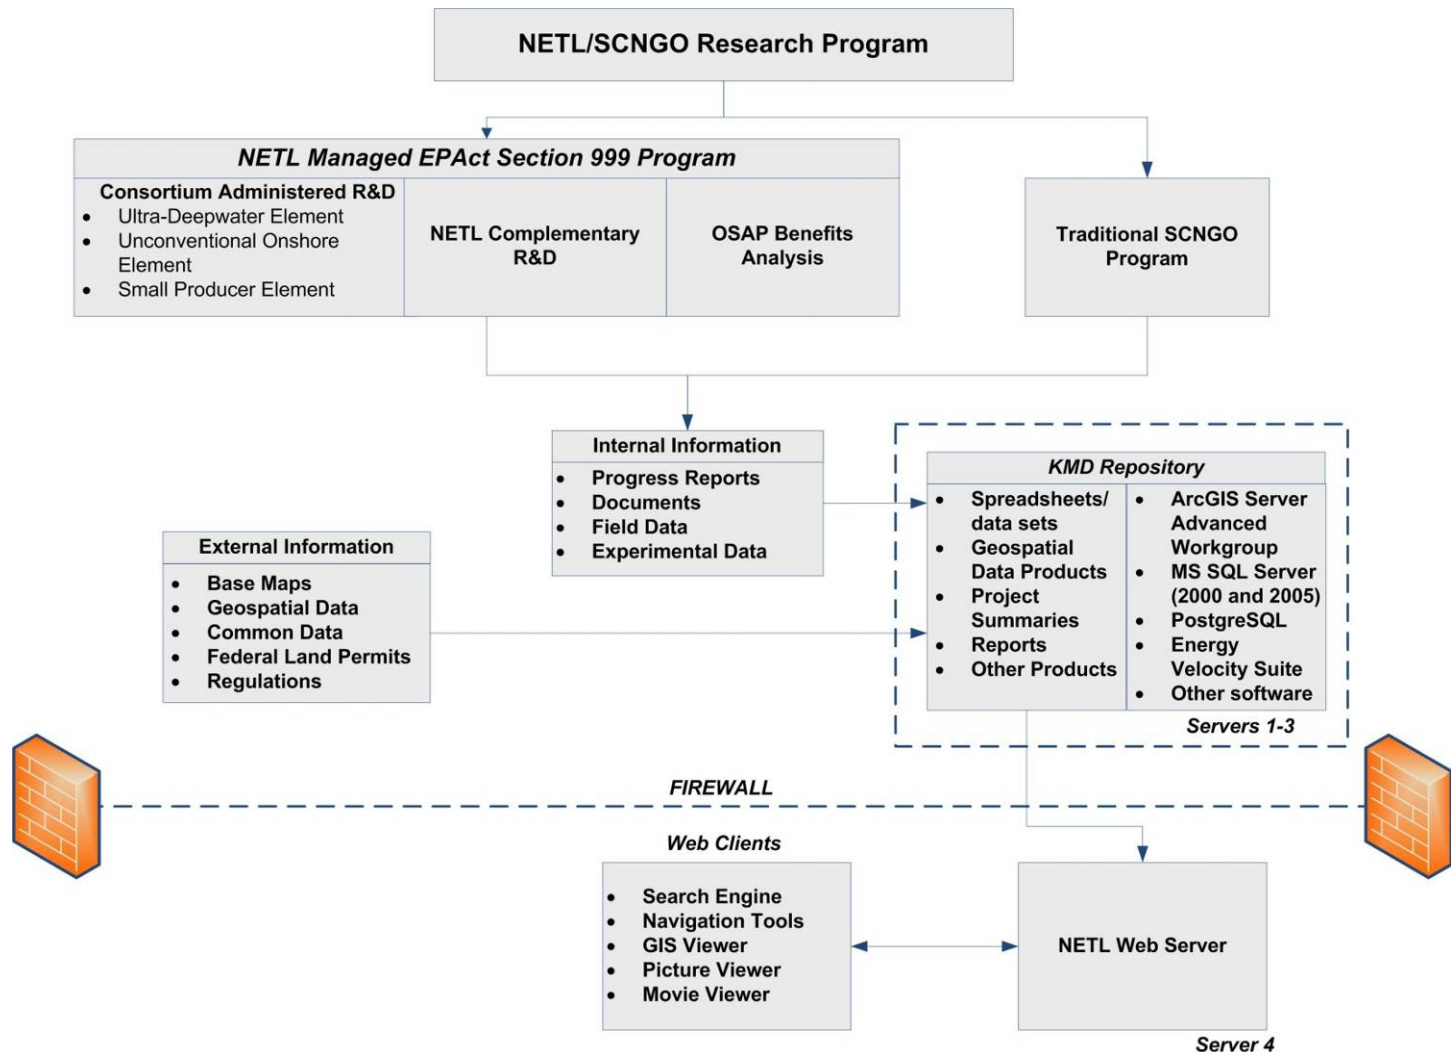 NETL/SCNGO Research Program
NETL Managed EPAct Section 999 Program
Consortium Administered R&D
• Ultra-Deepwater Element
• Unconventional Onshore
Element
• Small Producer Element
NETL Complementary
R&D
OSAP Benefits
Analysis
Traditional SCNGO
Program
Internal Information
• Progress Reports
• Documents
• Field Data
• Experimental Data
External Information
• Base Maps
• Geospatial Data
• Common Data
• Federal Land Permits
• Regulations
KMD Repository
• Spreadsheets/
data sets
• Geospatial
Data Products
• Project
Summaries
• Reports
• Other Products
• ArcGIS Server
Advanced
Workgroup
• MS SQL Server
(2000 and 2005)
• PostgreSQL
• Energy
Velocity Suite
• Other software
Servers 1-3
FIREWALL
Web Clients
• Search Engine
• Navigation Tools
• GIS Viewer
• Picture Viewer
• Movie Viewer
NETL Web Server
Server 4